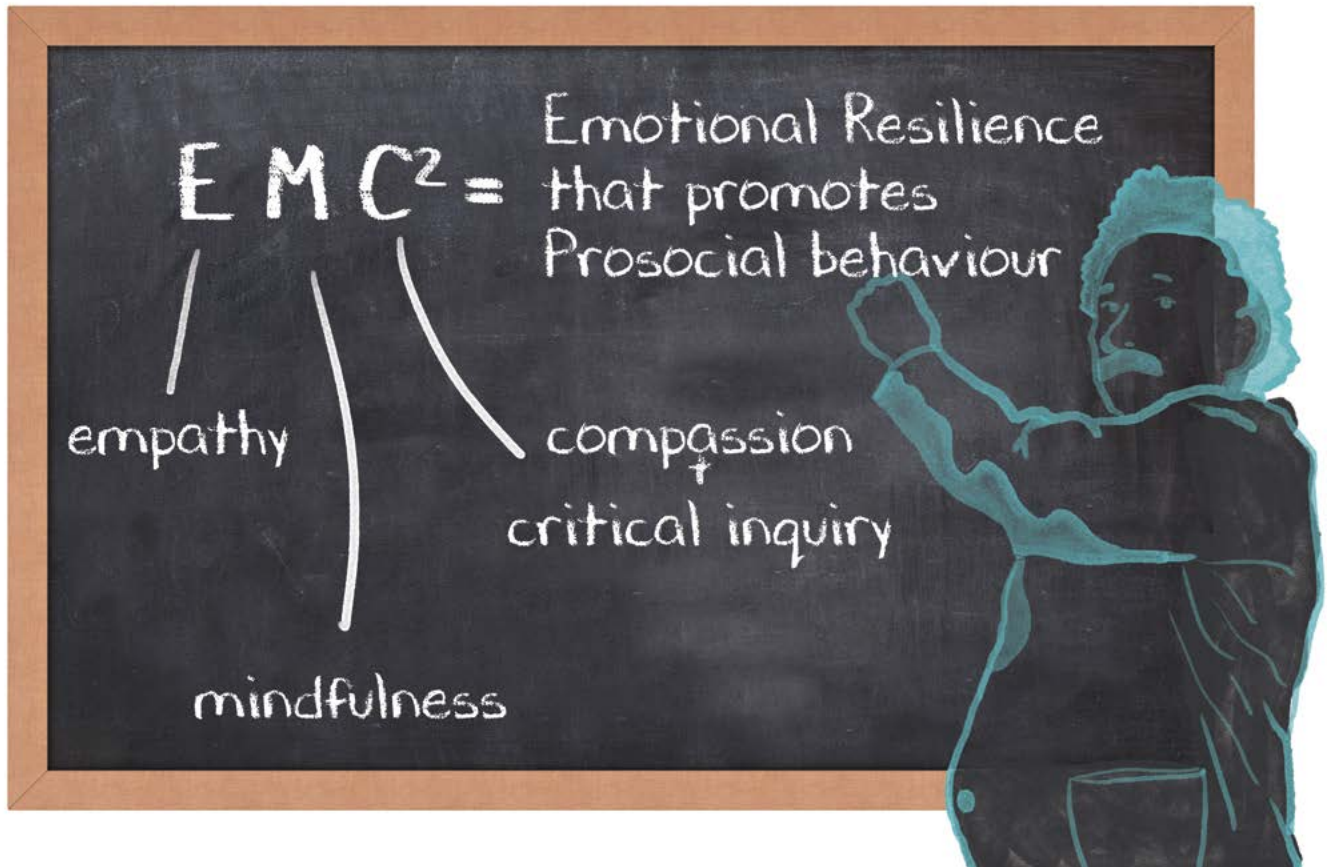 E M C² = Emotional Resilience
that promotes
Prosocial behaviour
empathy
compassion
+
critical inquiry
mindfulness